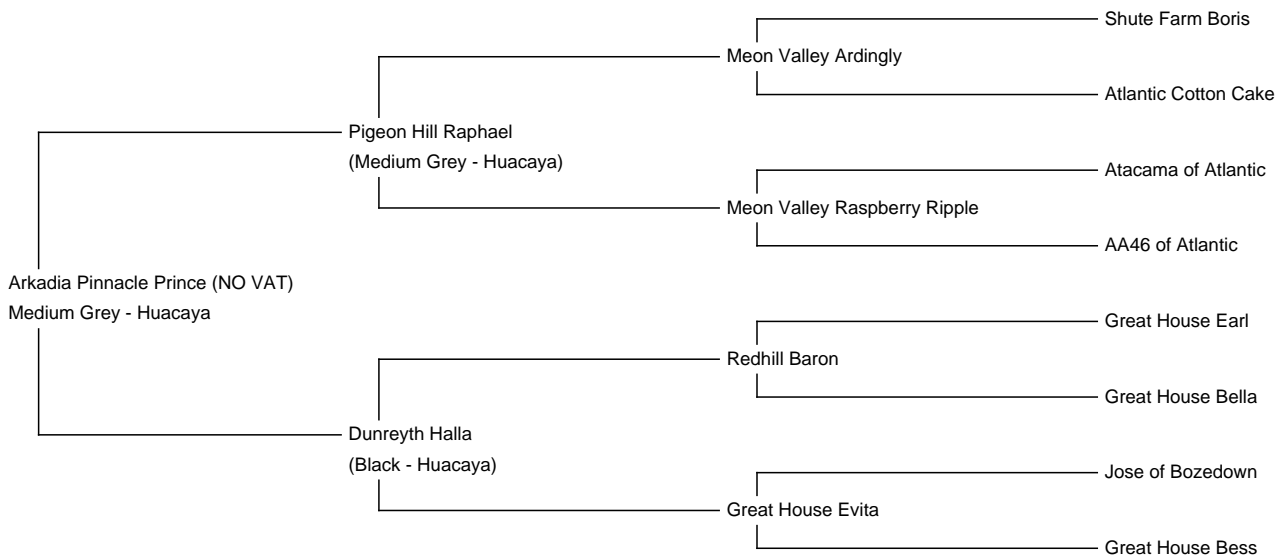 Shute Farm Boris
Meon Valley Ardingly
Atlantic Cotton Cake
Pigeon Hill Raphael
(Medium Grey - Huacaya)
Atacama of Atlantic
Meon Valley Raspberry Ripple
AA46 of Atlantic
Arkadia Pinnacle Prince (NO VAT)
Medium Grey - Huacaya
Great House Earl
Redhill Baron
Great House Bella
Dunreyth Halla
(Black - Huacaya)
Jose of Bozedown
Great House Evita
Great House Bess